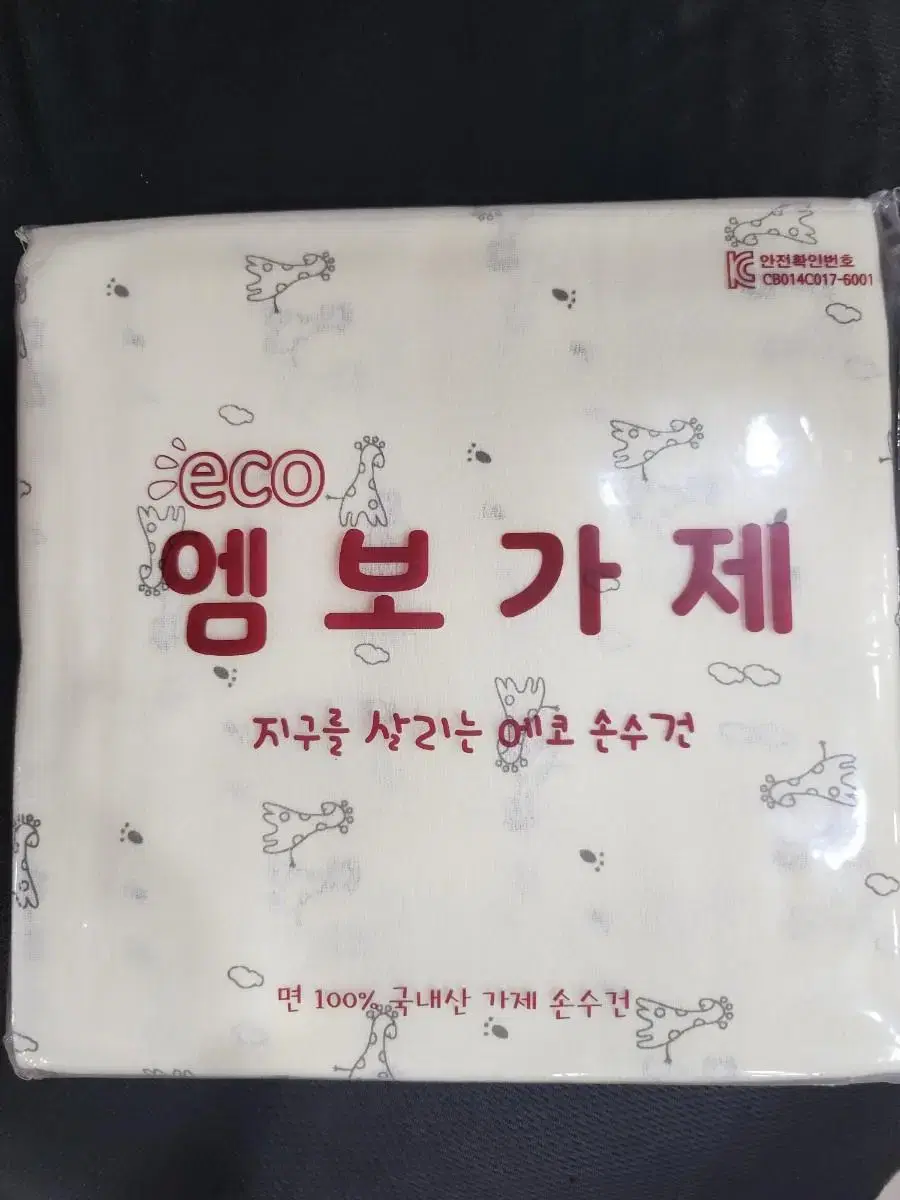 안전확인번호
CB014C017-6001
eco
엠보가제
지구를 살리는 에코 손수건
면 100% 국내산 가제 손수건